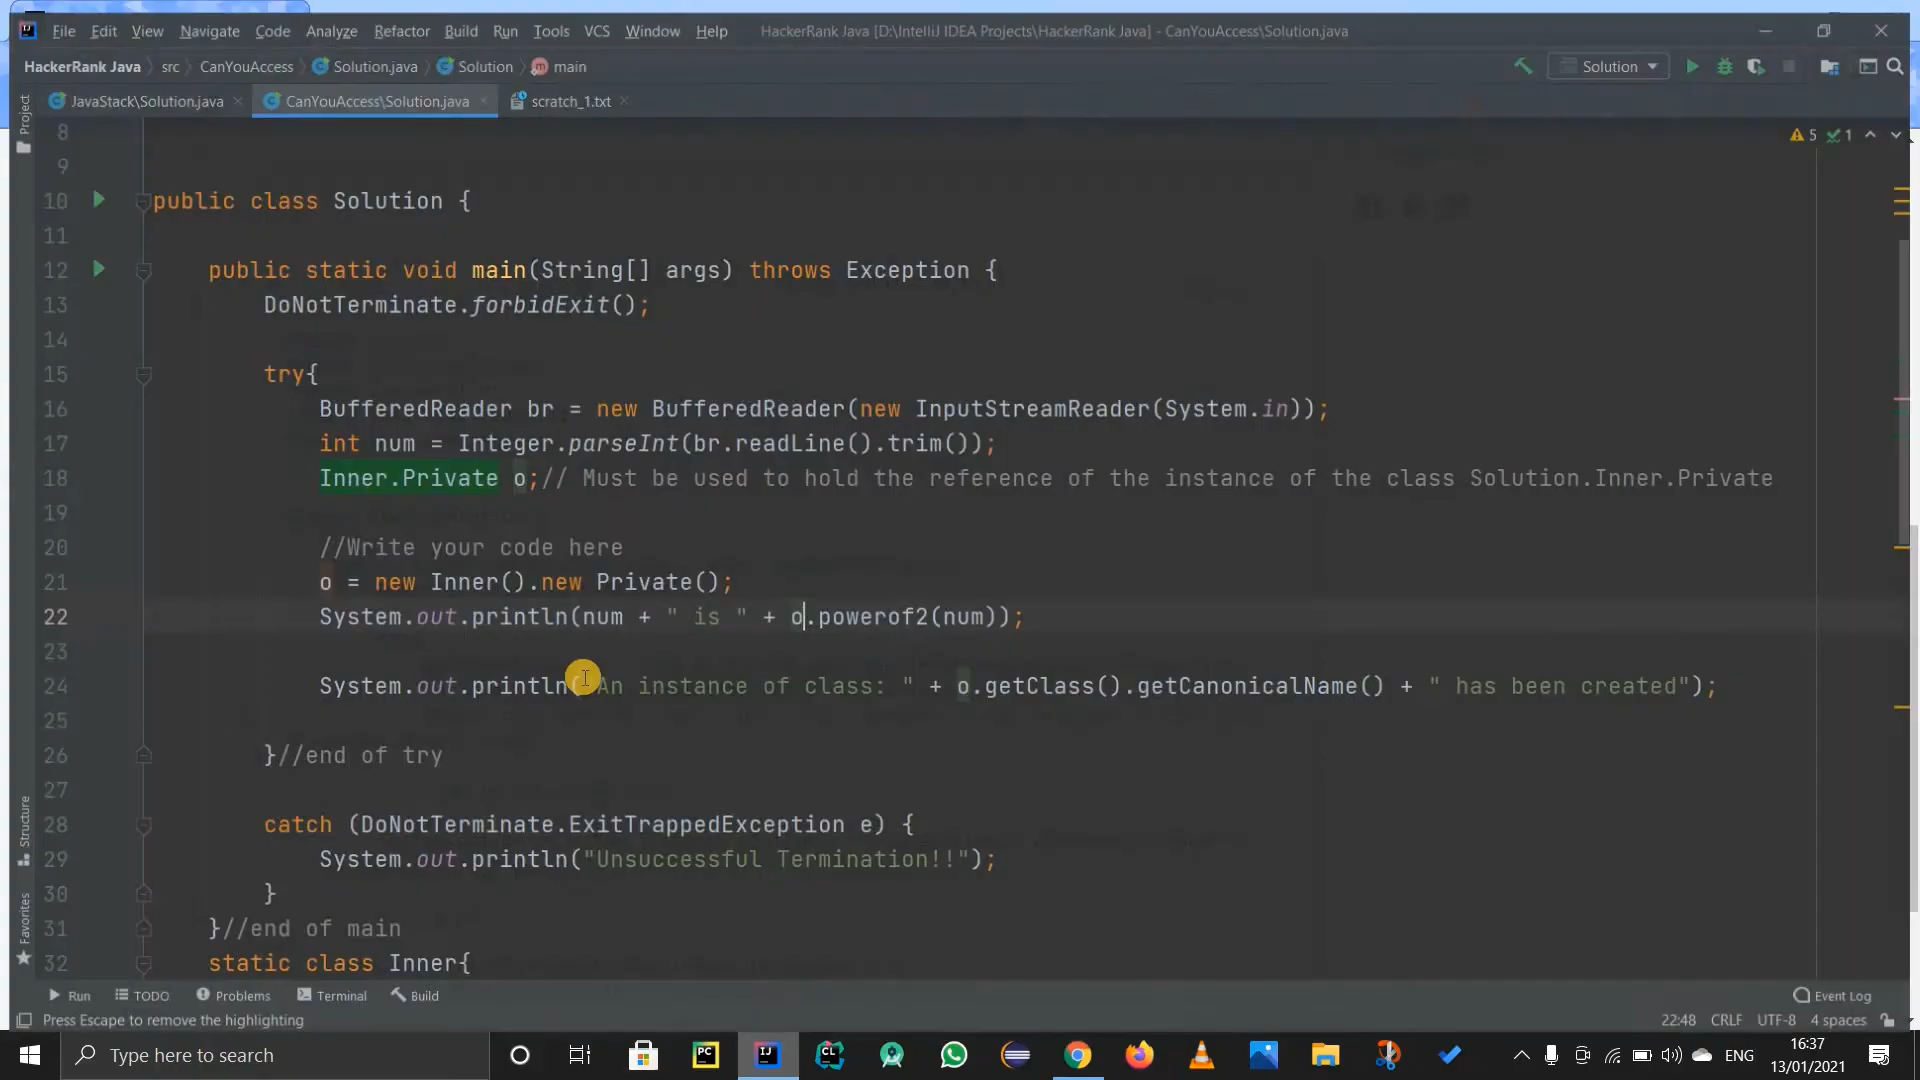 File Edit View Navigate Code Analyze Refactor Build Run Tools VCS Window Help HackerRank Java [D:\IntelliJ IDEA Projects\HackerRank Java] - CanYouAccess\Solution.java
HackerRank Java src CanYouAccess Solution.java Solution main Solution
JavaStack\Solution.java CanYouAccess\Solution.java scratch_1.txt
Project
5 1
8
9
10 public class Solution {
11
12 public static void main(String[] args) throws Exception {
13 DoNotTerminate.forbidExit();
14
15 try{
16 BufferedReader br = new BufferedReader(new InputStreamReader(System.in));
17 int num = Integer.parseInt(br.readLine().trim());
18 Inner.Private o;// Must be used to hold the reference of the instance of the class Solution.Inner.Private
19
20 //Write your code here
21 o = new Inner().new Private();
22 System.out.println(num + " is " + o.powerof2(num));
23
24 System.out.println("An instance of class: " + o.getClass().getCanonicalName() + " has been created");
25
26 }//end of try
27
28 catch (DoNotTerminate.ExitTrappedException e) {
29 System.out.println("Unsuccessful Termination!!");
30 }
31 }//end of main
32 static class Inner{
Structure
Favorites
Run TODO Problems Terminal Build Event Log
Press Escape to remove the highlighting 22:48 CRLF UTF-8 4 spaces
Type here to search PC IJ CL ENG
16:37
13/01/2021